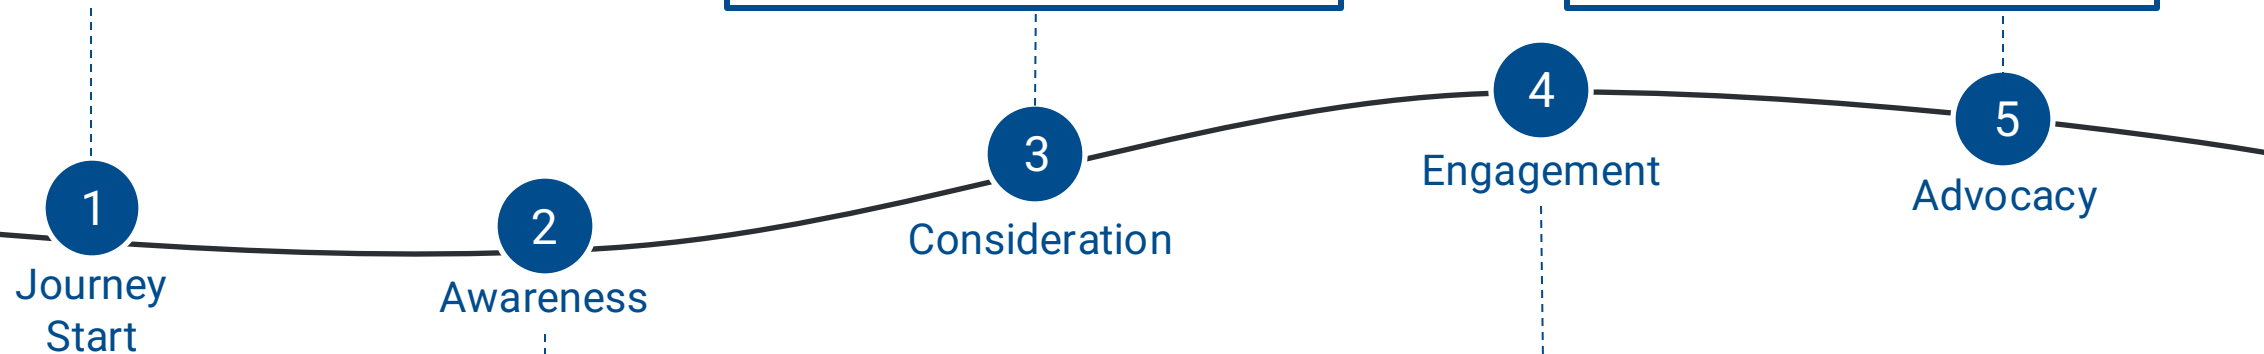 1
Journey
Start
2
Awareness
3
Consideration
4
Engagement
5
Advocacy